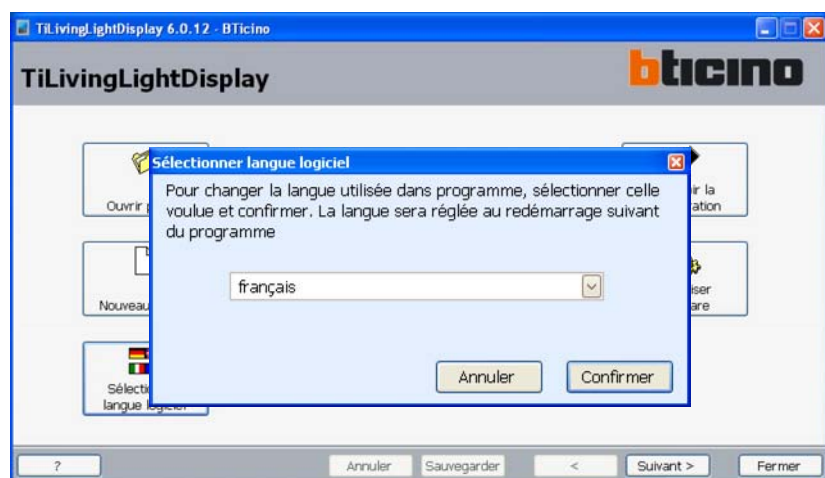 TiLivingLightDisplay 6.0.12 - BTicino
TiLivingLightDisplay
bticino
Sélectionner langue logiciel
Pour changer la langue utilisée dans programme, sélectionner celle
voulue et confirmer. La langue sera réglée au redémarrage suivant
du programme
français
Annuler
Confirmer
Ouvrir
ir la
ation
Nouveau
iser
are
Sélecti
langue logiciel
?
Annuler
Sauvegarder
<
Suivant >
Fermer